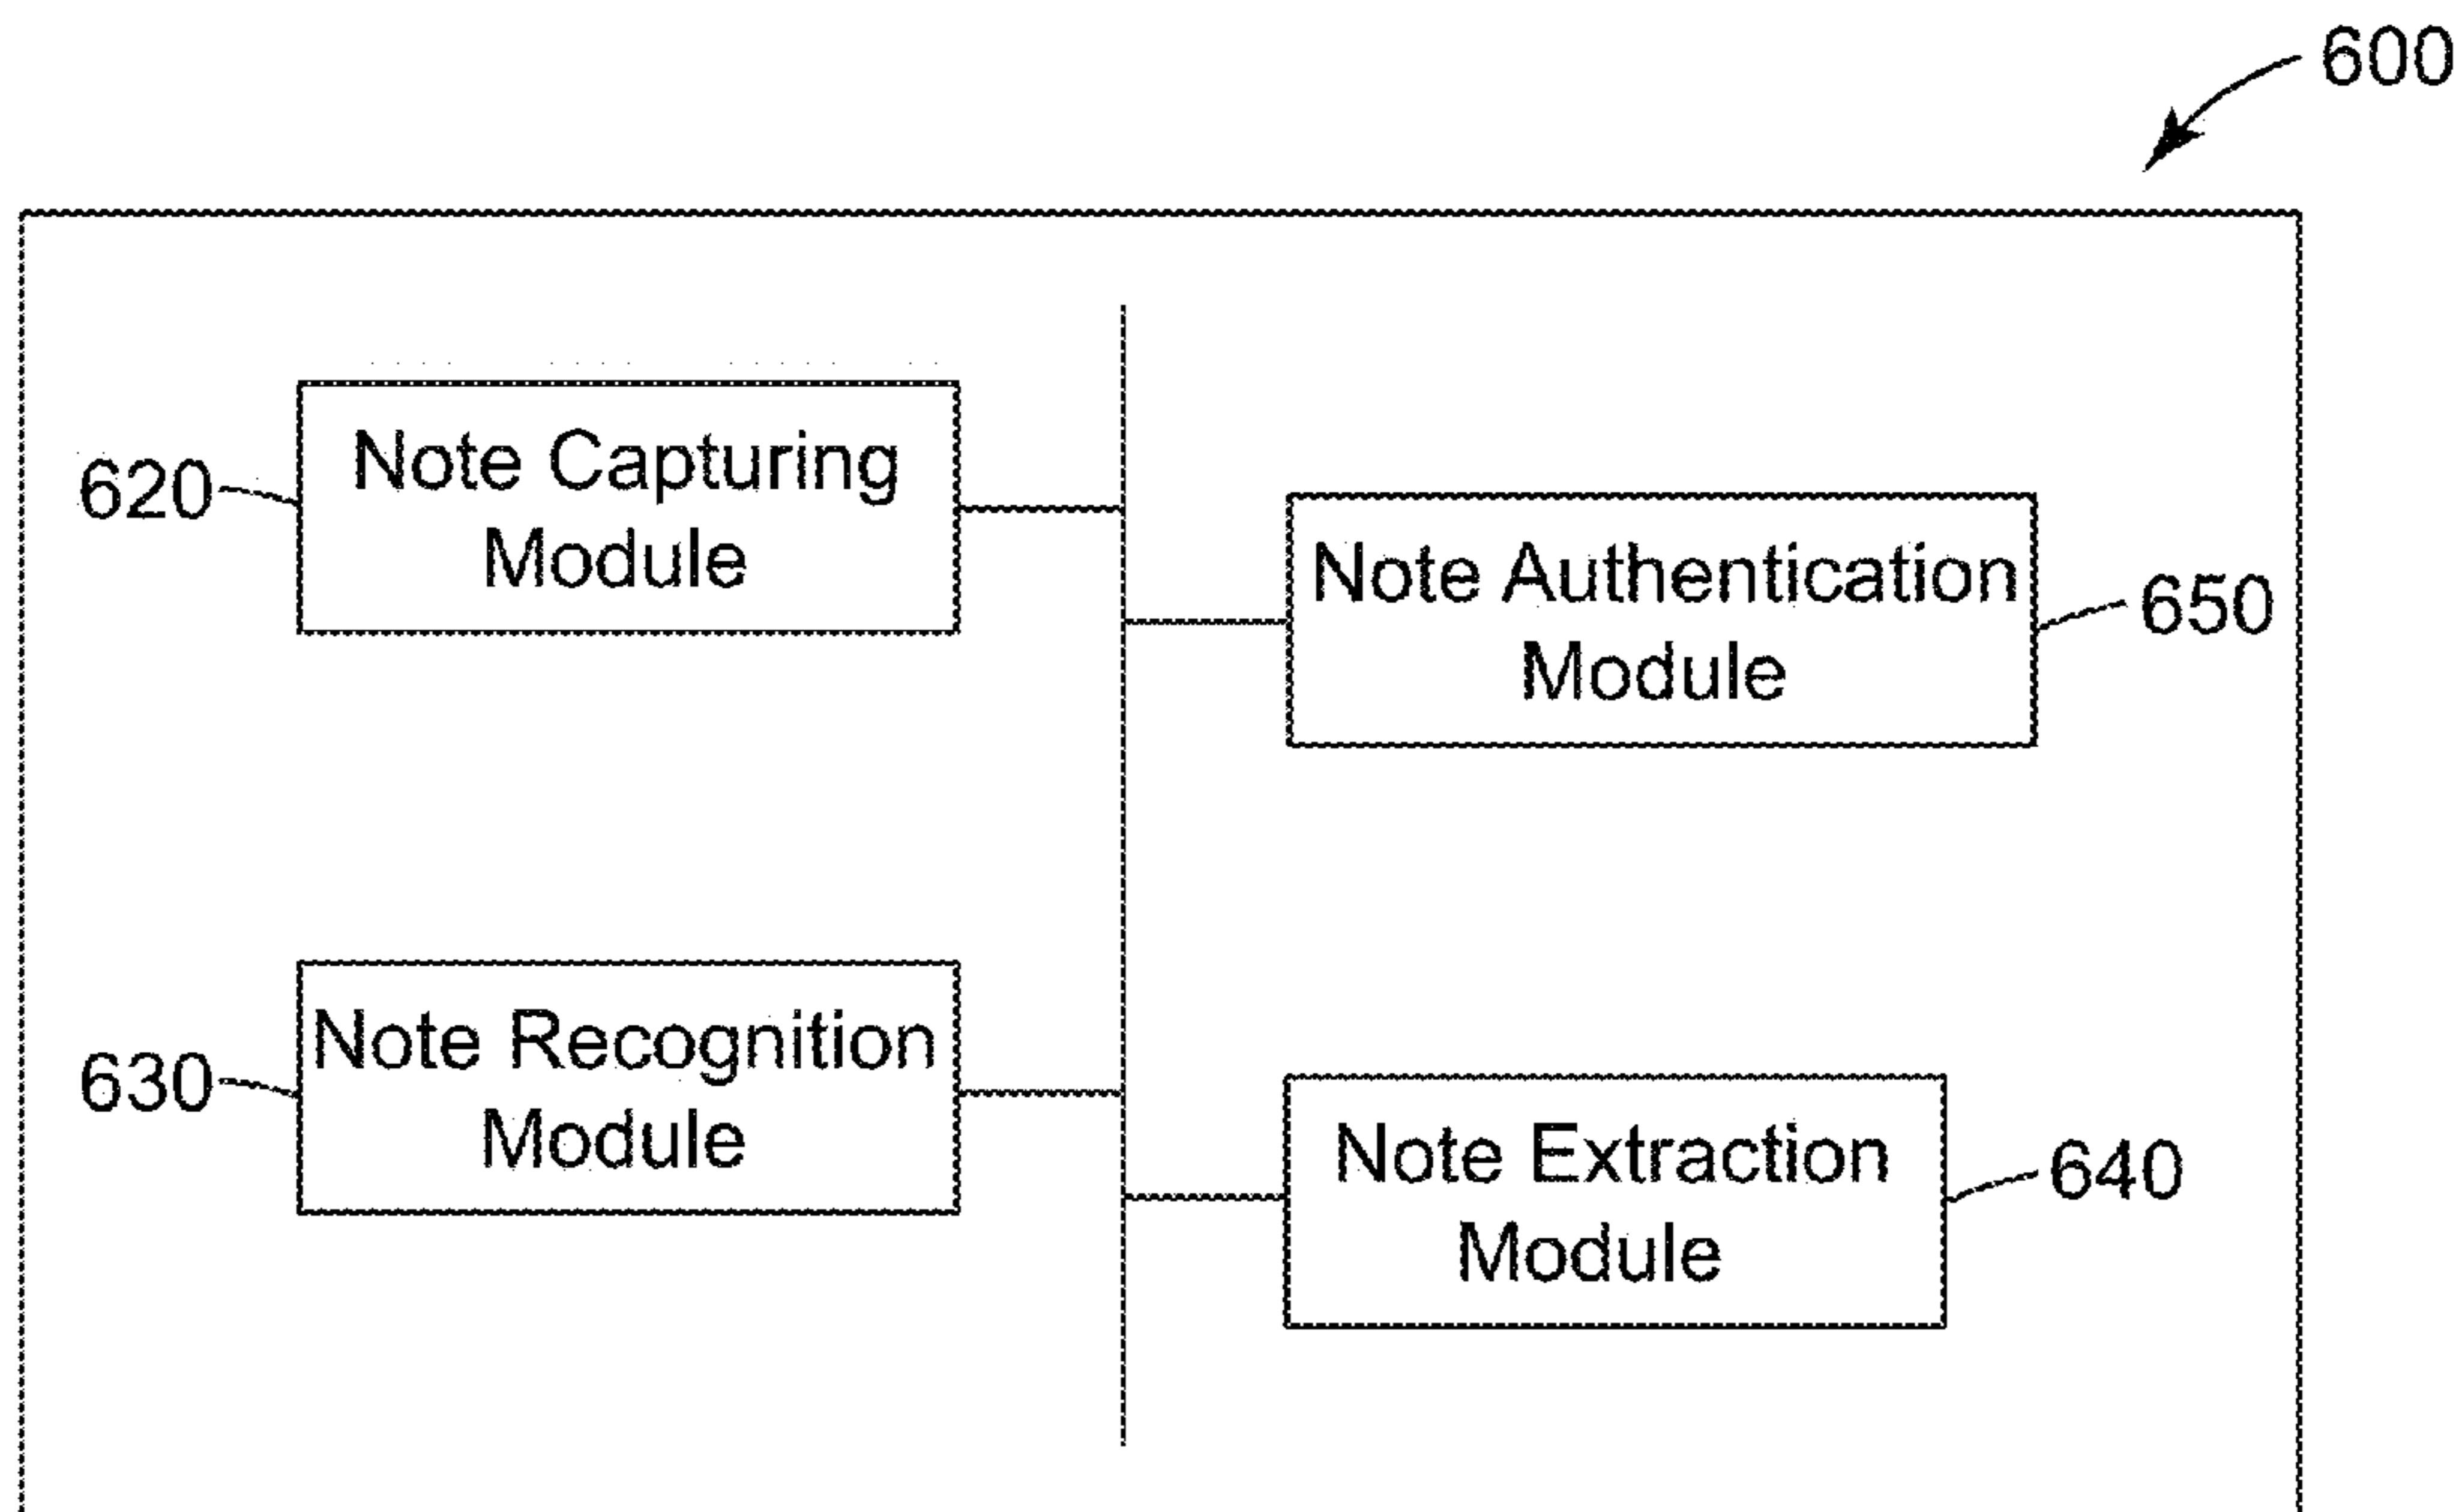 600
Note Capturing
Module
620
Note Authentication
Module
650
Note Recognition
Module
630
Note Extraction
Module
640